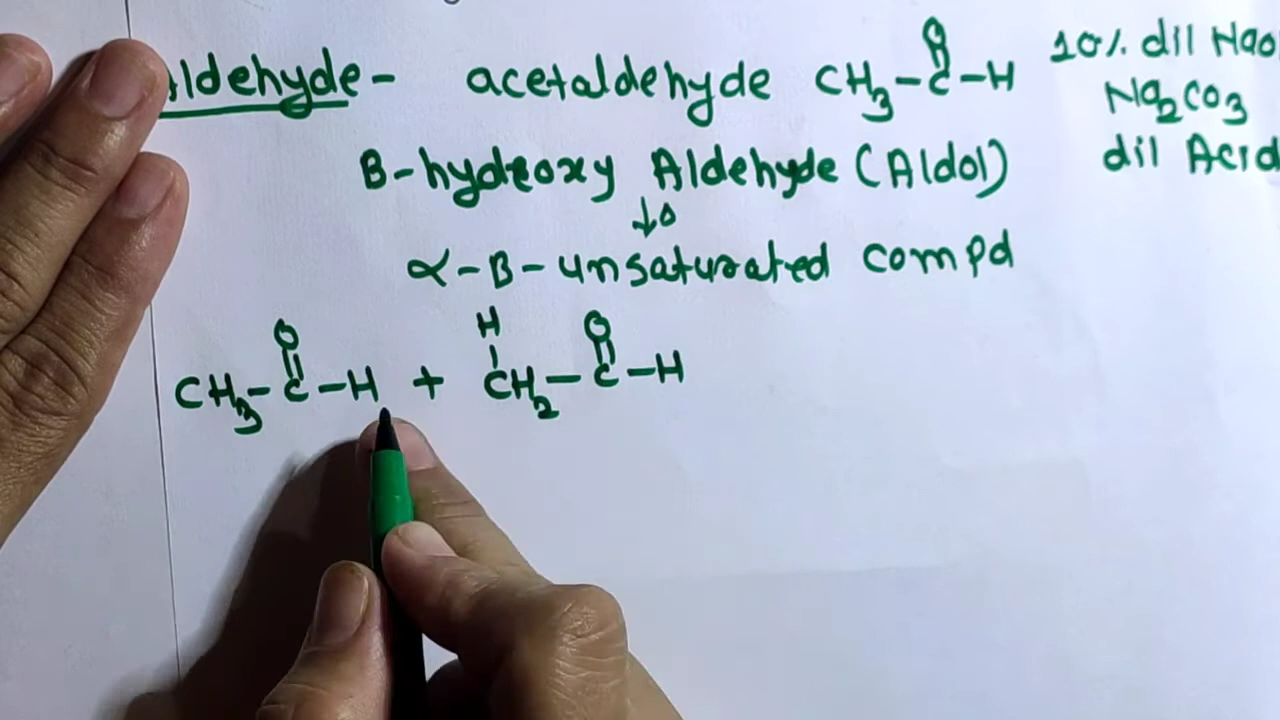 ldehyde- acetaldehyde CH3-C-H 10% dil Nao
O
Na2CO3
B-hydroxy Aldehyde (Aldol) dil Acid
↓Δ
α-B-unsaturated compd
O H O
CH3-C-H + CH2-C-H